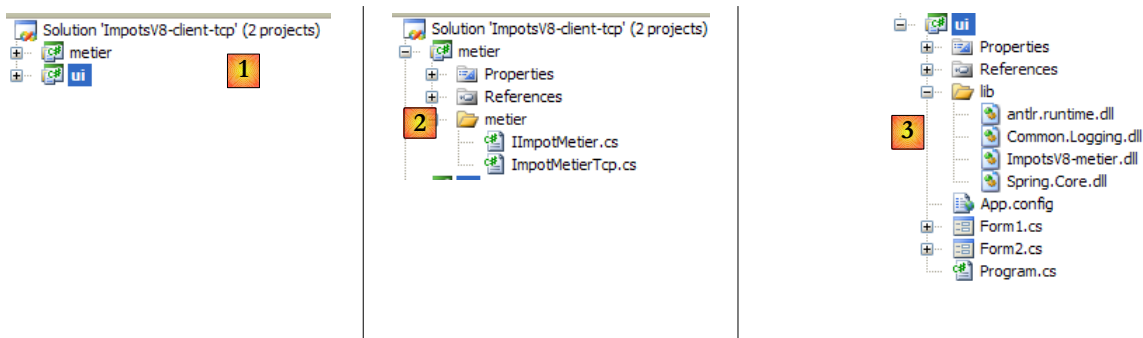 Solution 'ImpotsV8-client-tcp' (2 projects)
metier
ui
1
Solution 'ImpotsV8-client-tcp' (2 projects)
metier
Properties
References
metier
IImpotMetier.cs
ImpotMetierTcp.cs
2
ui
Properties
References
lib
antlr.runtime.dll
Common.Logging.dll
ImpotsV8-metier.dll
Spring.Core.dll
App.config
Form1.cs
Form2.cs
Program.cs
3